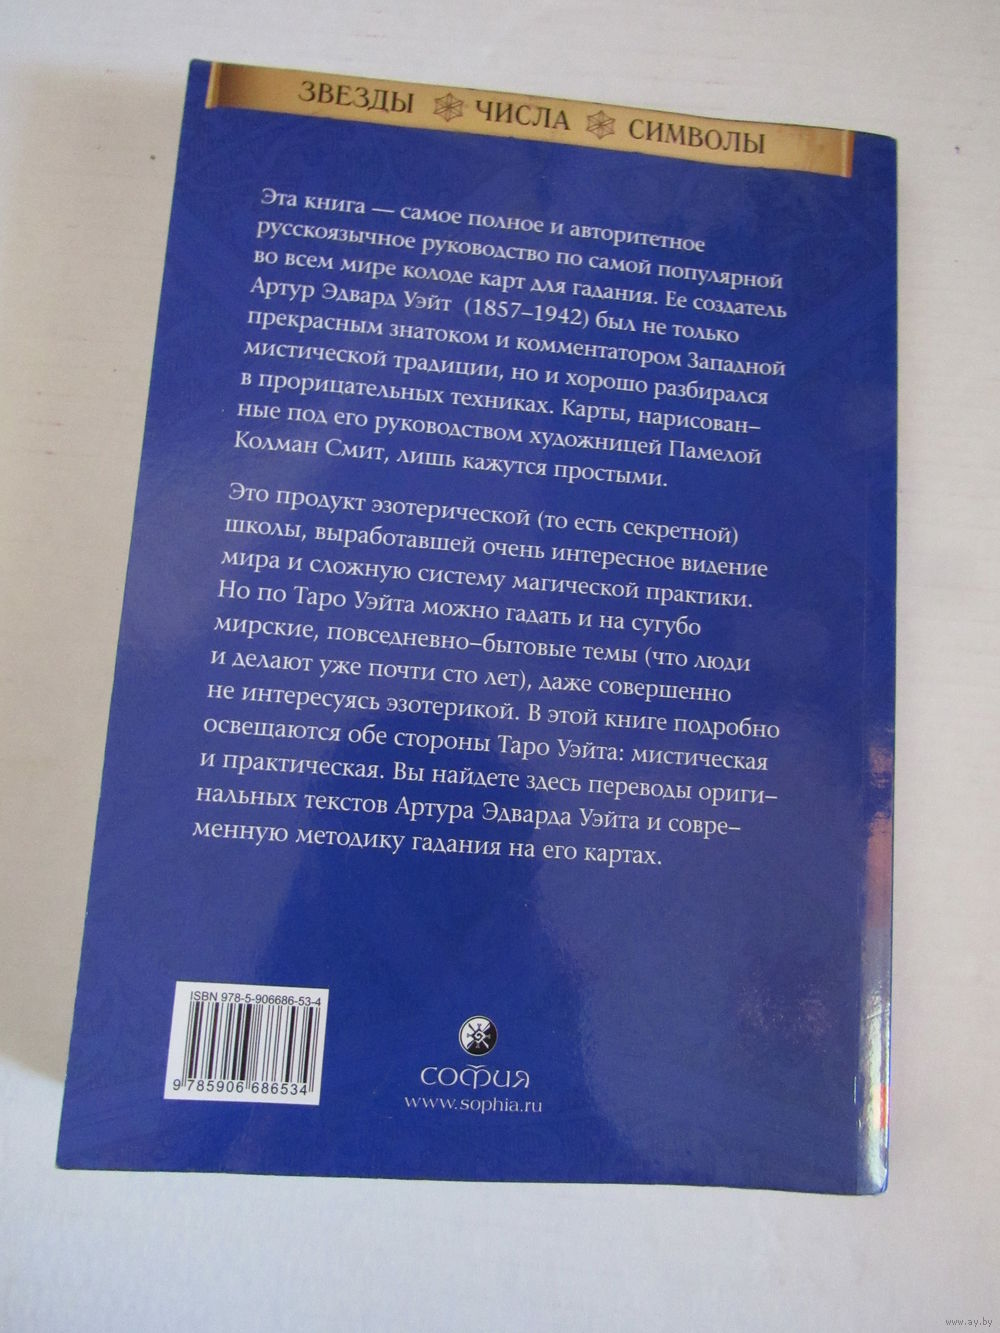 ЗВЕЗДЫ ЧИСЛА СИМВОЛЫ
Эта книга — самое полное и авторитетное
русскоязычное руководство по самой популярной
во всем мире колоде карт для гадания. Ее создатель
Артур Эдвард Уэйт (1857–1942) был не только
прекрасным знатоком и комментатором Западной
мистической традиции, но и хорошо разбирался
в прорицательных техниках. Карты, нарисован–
ные под его руководством художницей Памелой
Колман Смит, лишь кажутся простыми.
Это продукт эзотерической (то есть секретной)
школы, выработавшей очень интересное видение
мира и сложную систему магической практики.
Но по Таро Уэйта можно гадать и на сугубо
мирские, повседневно–бытовые темы (что люди
и делают уже почти сто лет), даже совершенно
не интересуясь эзотерикой. В этой книге подробно
освещаются обе стороны Таро Уэйта: мистическая
и практическая. Вы найдете здесь переводы ориги–
нальных текстов Артура Эдварда Уэйта и совре–
менную методику гадания на его картах.
ISBN 978-5-906686-53-4
9 785906 686534
СОФИЯ
www.sophia.ru
www.ay.by